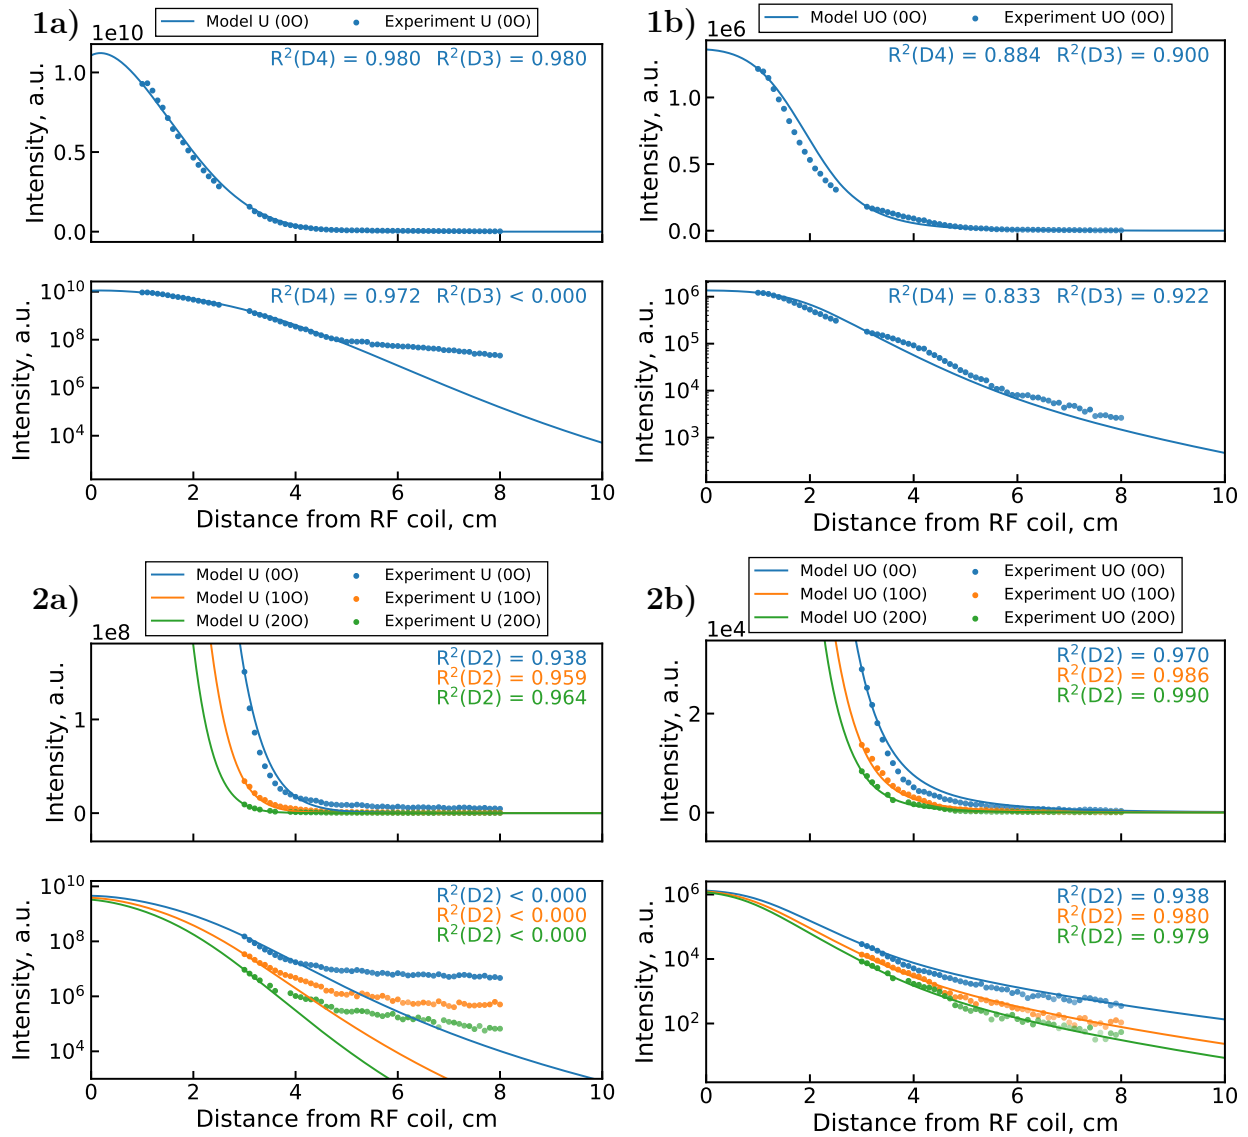 1a)
Model U (0O) Experiment U (0O)
1e10
R²(D4) = 0.980 R²(D3) = 0.980
1.0
0.5
0.0
Intensity, a.u.
R²(D4) = 0.972 R²(D3) < 0.000
10¹⁰
10⁸
10⁶
10⁴
Intensity, a.u.
0 2 4 6 8 10
Distance from RF coil, cm
1b)
Model UO (0O) Experiment UO (0O)
1e6
R²(D4) = 0.884 R²(D3) = 0.900
1.0
0.5
0.0
Intensity, a.u.
R²(D4) = 0.833 R²(D3) = 0.922
10⁶
10⁵
10⁴
10³
Intensity, a.u.
0 2 4 6 8 10
Distance from RF coil, cm
2a)
Model U (0O) Experiment U (0O)
Model U (10O) Experiment U (10O)
Model U (20O) Experiment U (20O)
1e8
R²(D2) = 0.938
R²(D2) = 0.959
R²(D2) = 0.964
1
0
Intensity, a.u.
R²(D2) < 0.000
R²(D2) < 0.000
R²(D2) < 0.000
10¹⁰
10⁸
10⁶
10⁴
Intensity, a.u.
0 2 4 6 8 10
Distance from RF coil, cm
2b)
Model UO (0O) Experiment UO (0O)
Model UO (10O) Experiment UO (10O)
Model UO (20O) Experiment UO (20O)
1e4
R²(D2) = 0.970
R²(D2) = 0.986
R²(D2) = 0.990
2
0
Intensity, a.u.
R²(D2) = 0.938
R²(D2) = 0.980
R²(D2) = 0.979
10⁶
10⁴
10²
Intensity, a.u.
0 2 4 6 8 10
Distance from RF coil, cm